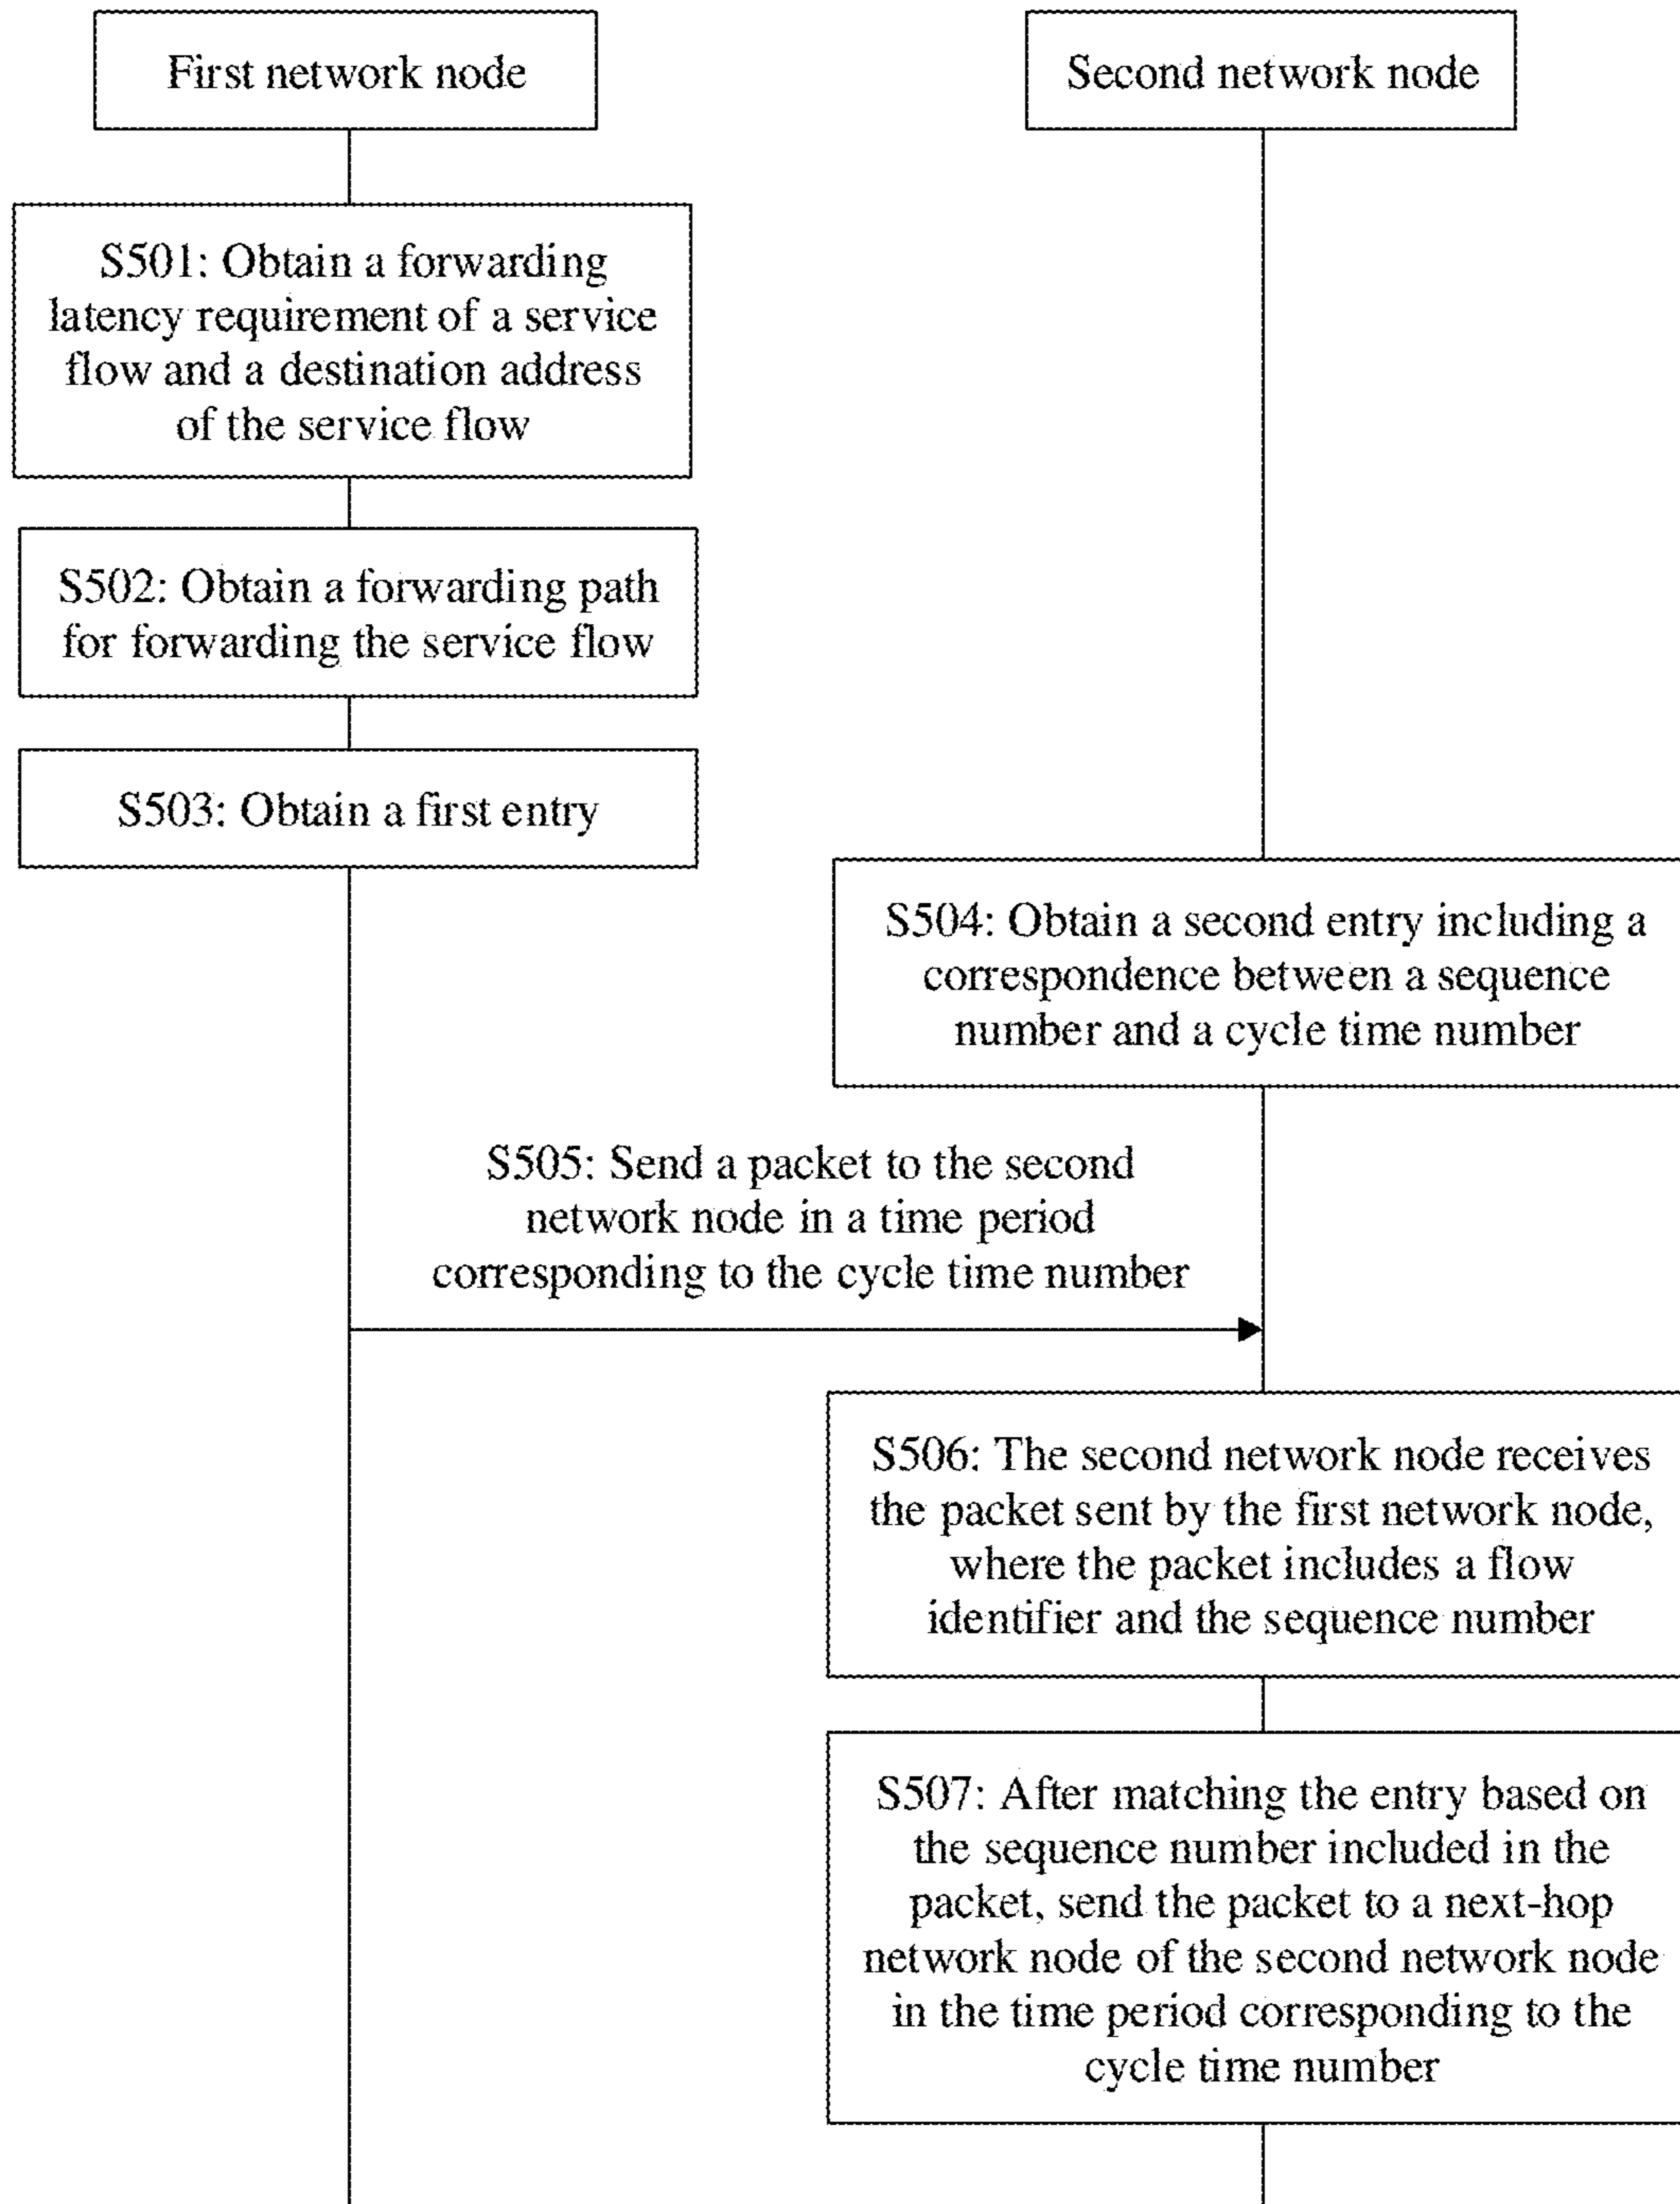 First network node
Second network node
S501: Obtain a forwarding
latency requirement of a service
flow and a destination address
of the service flow
S502: Obtain a forwarding path
for forwarding the service flow
S503: Obtain a first entry
S504: Obtain a second entry including a
correspondence between a sequence
number and a cycle time number
S505: Send a packet to the second
network node in a time period
corresponding to the cycle time number
S506: The second network node receives
the packet sent by the first network node,
where the packet includes a flow
identifier and the sequence number
S507: After matching the entry based on
the sequence number included in the
packet, send the packet to a next-hop
network node of the second network node
in the time period corresponding to the
cycle time number